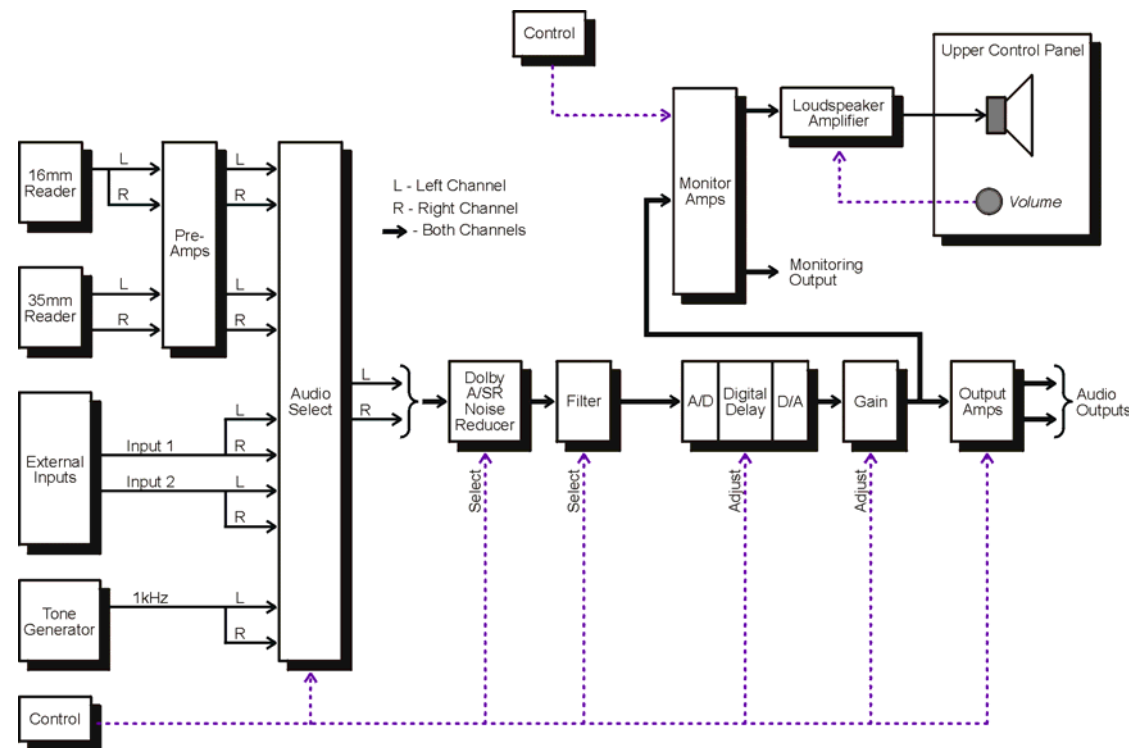 Control
Upper Control Panel
Loudspeaker
Amplifier
Monitor
Amps
Volume
Monitoring
Output
L - Left Channel
R - Right Channel
- Both Channels
16mm
Reader
L
R
Pre-
Amps
L
R
35mm
Reader
L
R
L
R
Audio
Select
External
Inputs
Input 1
L
R
Input 2
L
R
Tone
Generator
1kHz
L
R
Control
L
R
Dolby
A/SR
Noise
Reducer
Filter
A/D
Digital
Delay
D/A
Gain
Output
Amps
Audio
Outputs
Select
Select
Adjust
Adjust